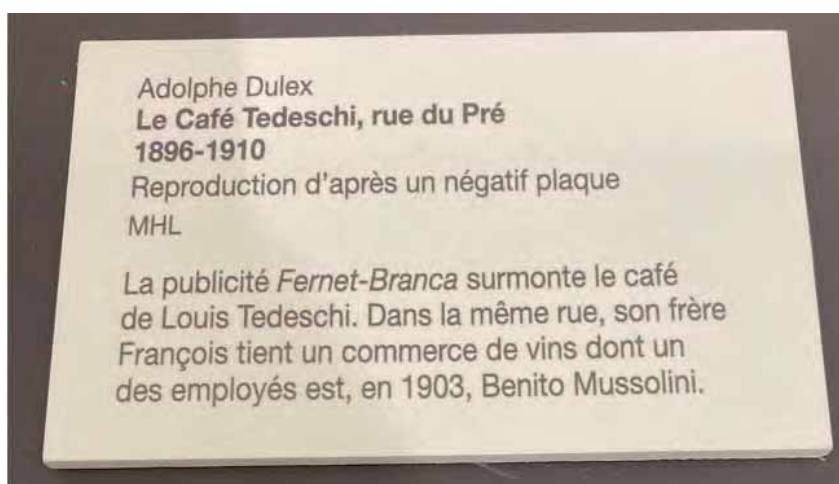 Adolphe Dulex
Le Café Tedeschi, rue du Pré
1896-1910
Reproduction d'après un négatif plaque
MHL
La publicité Fernet-Branca surmonte le café
de Louis Tedeschi. Dans la même rue, son frère
François tient un commerce de vins dont un
des employés est, en 1903, Benito Mussolini.